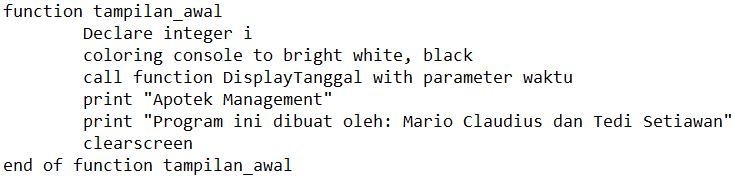 function tampilan_awal
        Declare integer i
        coloring console to bright white, black
        call function DisplayTanggal with parameter waktu
        print "Apotek Management"
        print "Program ini dibuat oleh: Mario Claudius dan Tedi Setiawan"
        clearscreen
end of function tampilan_awal